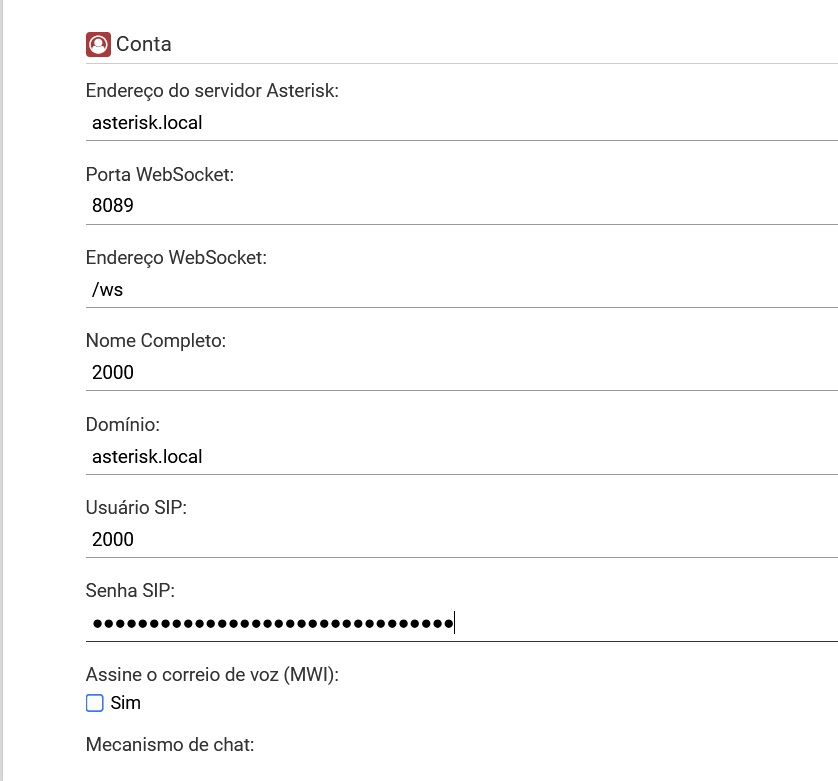 Conta
Endereço do servidor Asterisk:
asterisk.local
Porta WebSocket:
8089
Endereço WebSocket:
/ws
Nome Completo:
2000
Domínio:
asterisk.local
Usuário SIP:
2000
Senha SIP:
••••••••••••••••••••••••••••••••
Assine o correio de voz (MWI):
Sim
Mecanismo de chat: